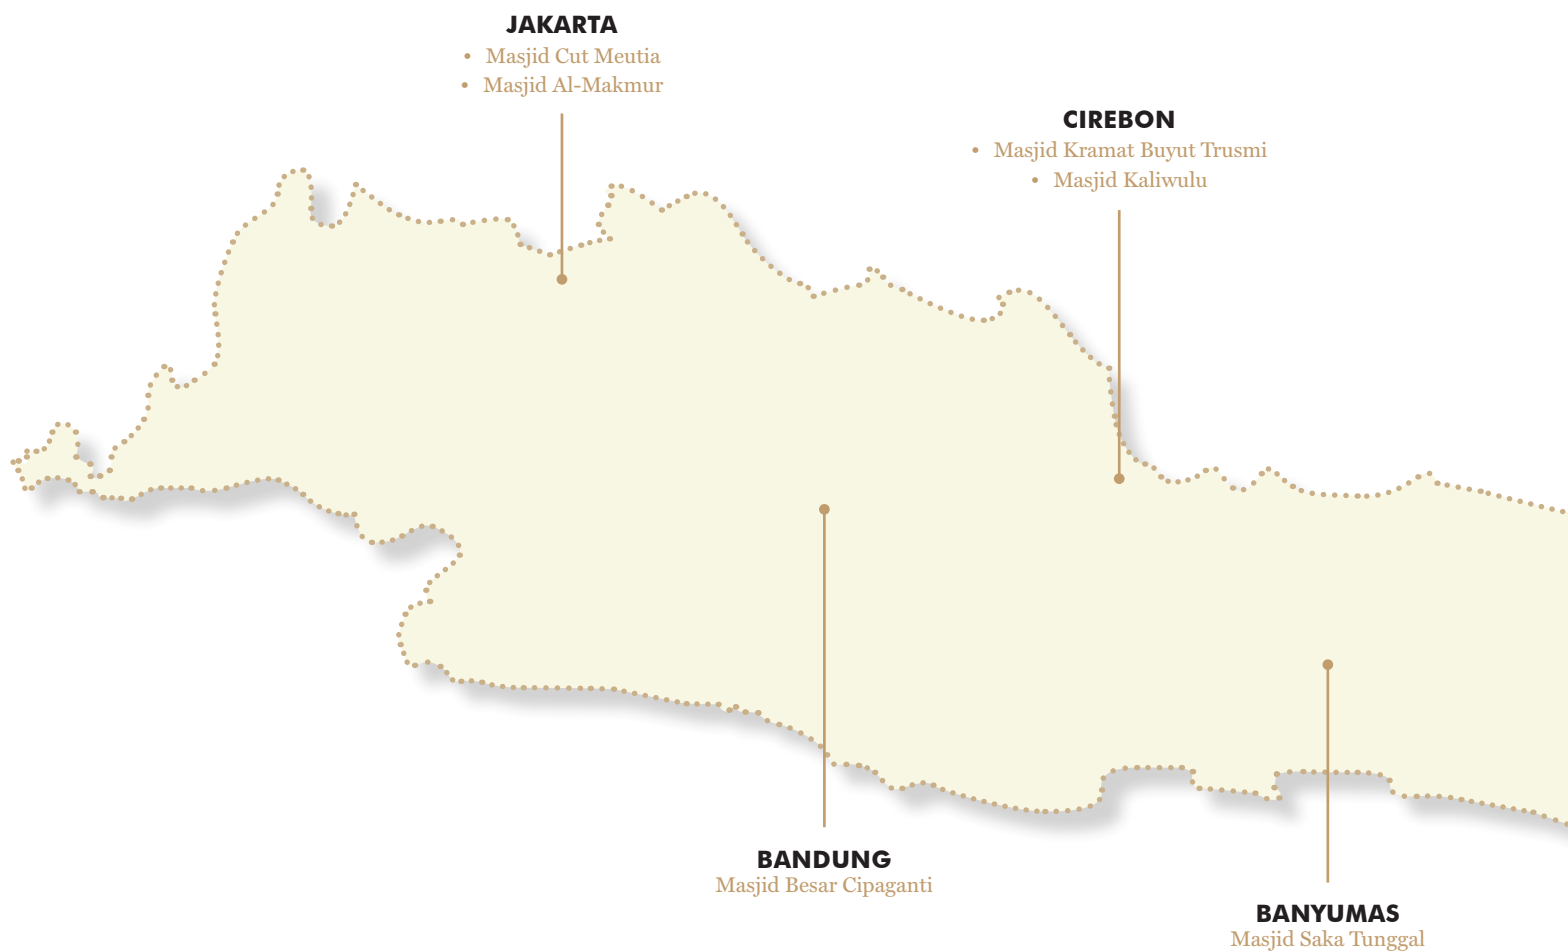 JAKARTA
• Masjid Cut Meutia
• Masjid Al-Makmur
CIREBON
• Masjid Kramat Buyut Trusmi
• Masjid Kaliwulu
BANDUNG
Masjid Besar Cipaganti
BANYUMAS
Masjid Saka Tunggal